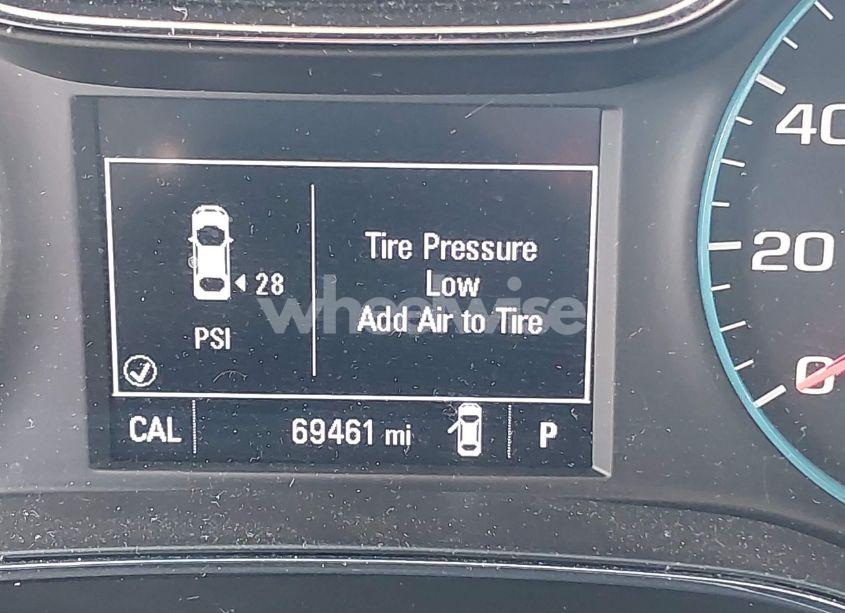 40
20
0
Tire Pressure
Low
Add Air to Tire
28
PSI
wheelwise
CAL
69461 mi
P